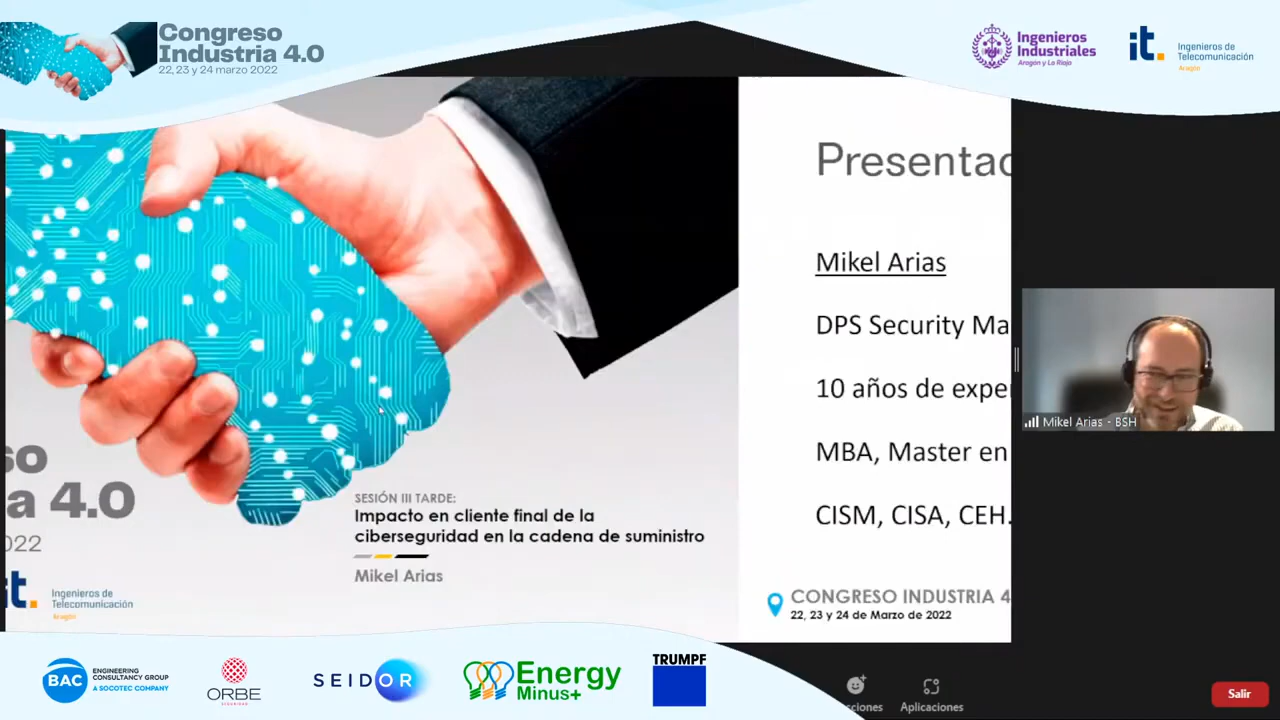 Congreso
Industria 4.0
22, 23 y 24 marzo 2022
Ingenieros
Industriales
Aragón y La Rioja
it.
Ingenieros de
Telecomunicación
Aragón
so
a 4.0
022
it.
Ingenieros de
Telecomunicación
Aragón
SESIÓN III TARDE:
Impacto en cliente final de la
ciberseguridad en la cadena de suministro
Mikel Arias
Presentac
Mikel Arias
DPS Security Ma
10 años de expe
MBA, Master en
CISM, CISA, CEH.
CONGRESO INDUSTRIA 4
22, 23 y 24 de Marzo de 2022
Mikel Arias - BSH
BAC
ENGINEERING
CONSULTANCY GROUP
A SOCOTEC COMPANY
ORBE
SEGURIDAD
SEIDOR
Energy
Minus+
TRUMPF
cciones
Aplicaciones
Salir